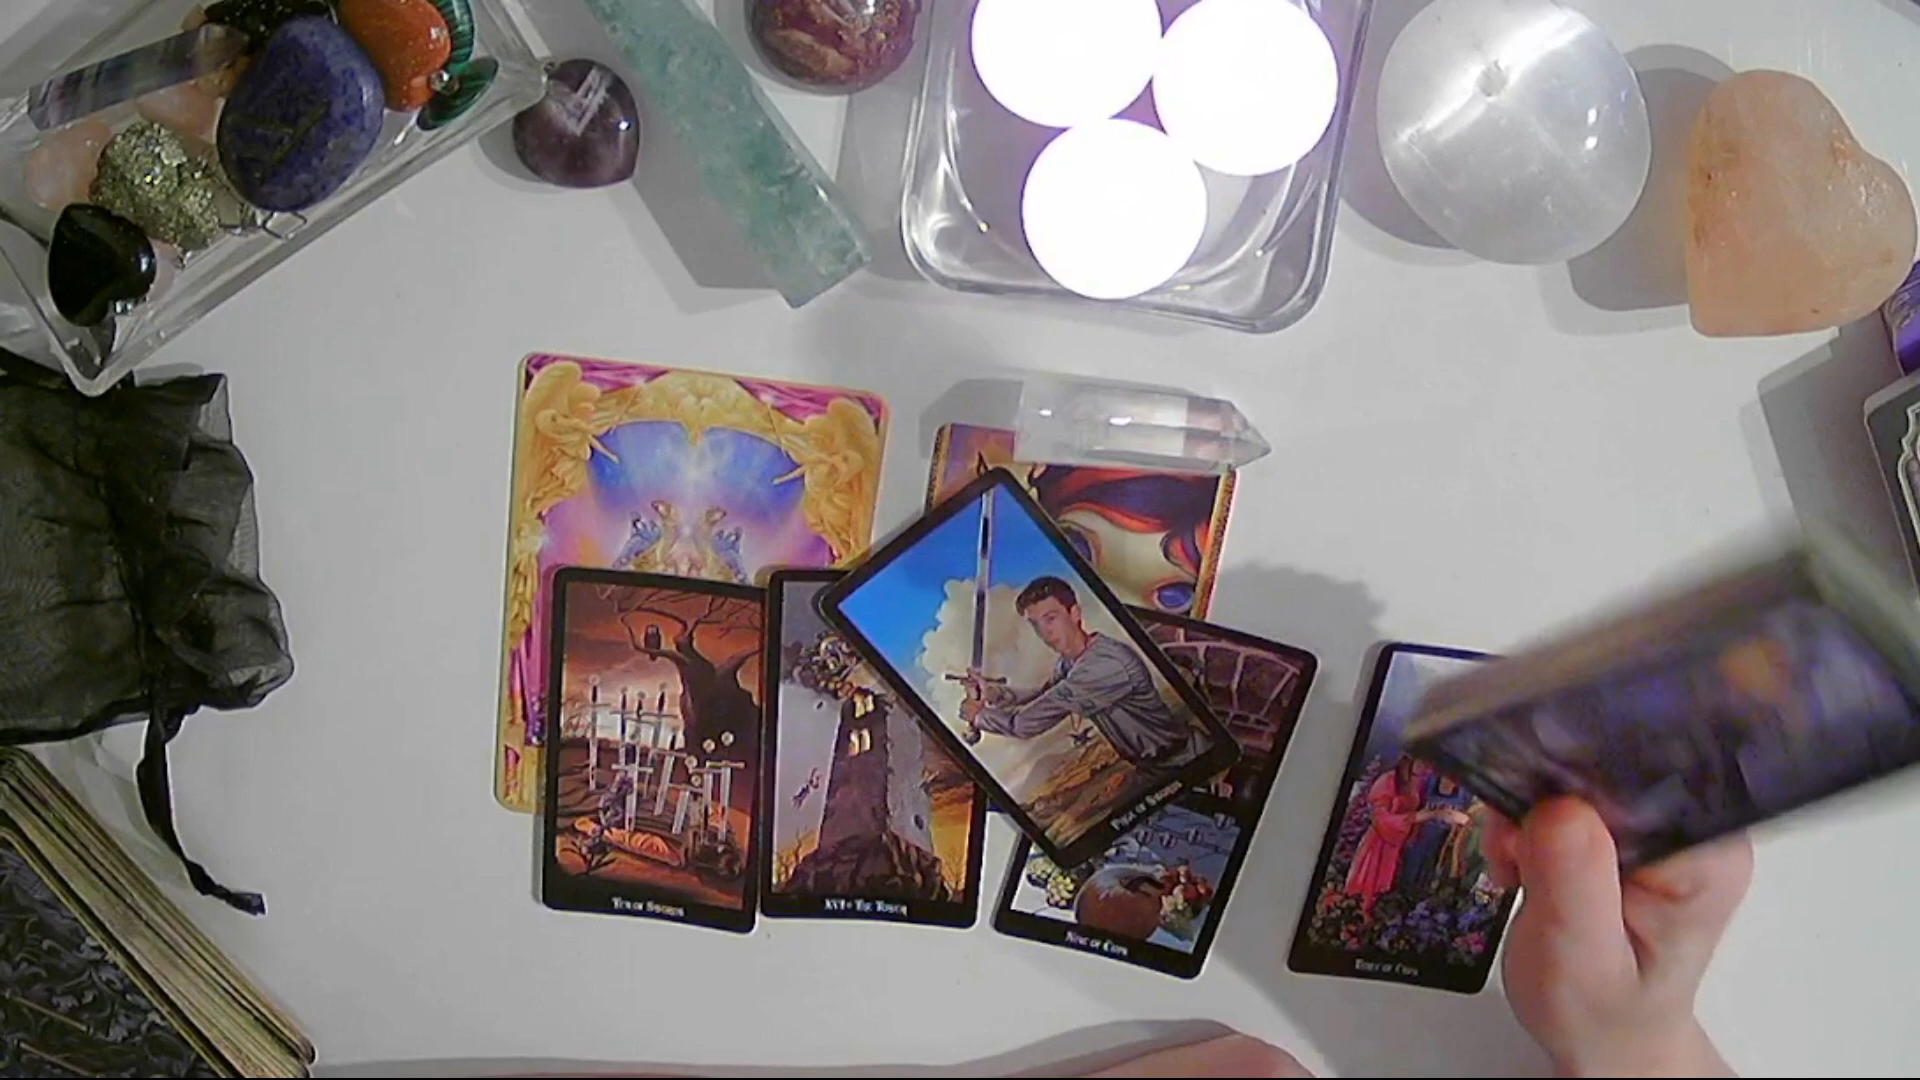 Ten of Swords
XVI • The Tower
Page of Swords
Nine of Cups
Three of Cups